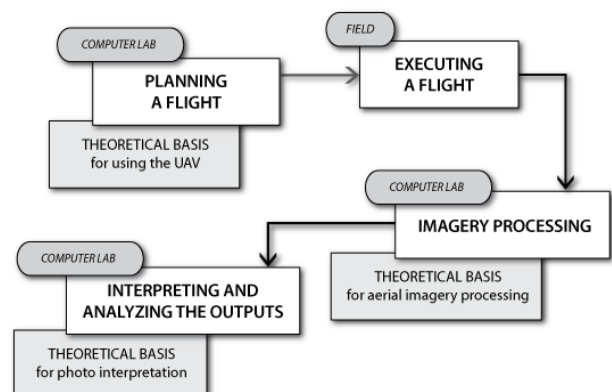 COMPUTER LAB
PLANNING
A FLIGHT
THEORETICAL BASIS
for using the UAV
FIELD
EXECUTING
A FLIGHT
COMPUTER LAB
IMAGERY PROCESSING
THEORETICAL BASIS
for aerial imagery processing
COMPUTER LAB
INTERPRETING AND
ANALYZING THE OUTPUTS
THEORETICAL BASIS
for photo interpretation